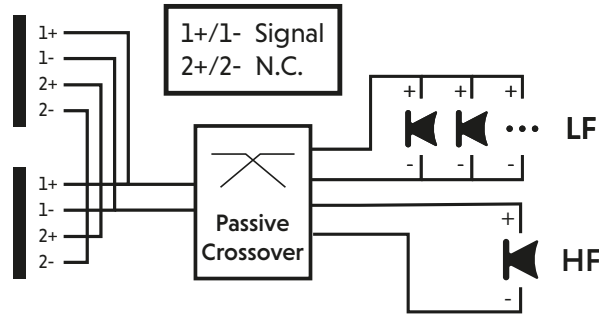 1+/1- Signal
2+/2- N.C.
1+
1-
2+
2-
1+
1-
2+
2-
Passive
Crossover
+ + +
- - -
LF
+
-
HF